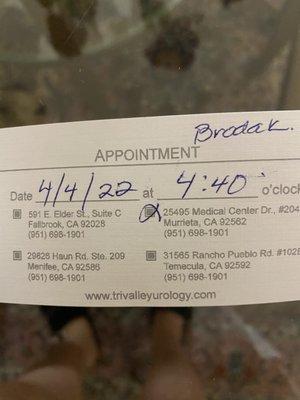 Brodak.
APPOINTMENT
Date 4/4/22 at 4:40 o'clock
591 E. Elder St., Suite C
Fallbrook, CA 92028
(951) 698-1901
25495 Medical Center Dr., #204
Murrieta, CA 92562
(951) 698-1901
29826 Haun Rd. Ste. 209
Menifee, CA 92586
(951) 698-1901
31565 Rancho Pueblo Rd. #102
Temecula, CA 92592
(951) 698-1901
www.trivalleyurology.com